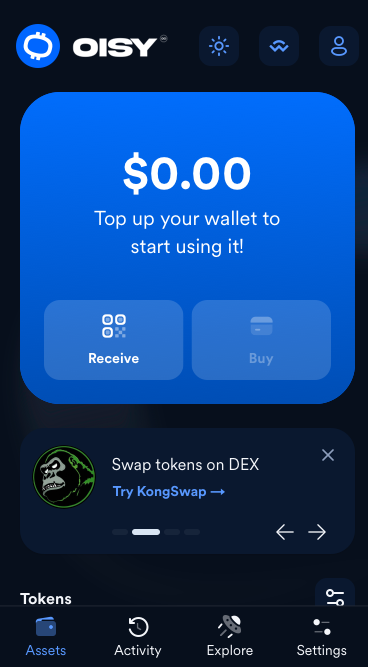 OISY
$0.00
Top up your wallet to
start using it!
Receive
Buy
Swap tokens on DEX
Try KongSwap →
Tokens
Assets
Activity
Explore
Settings